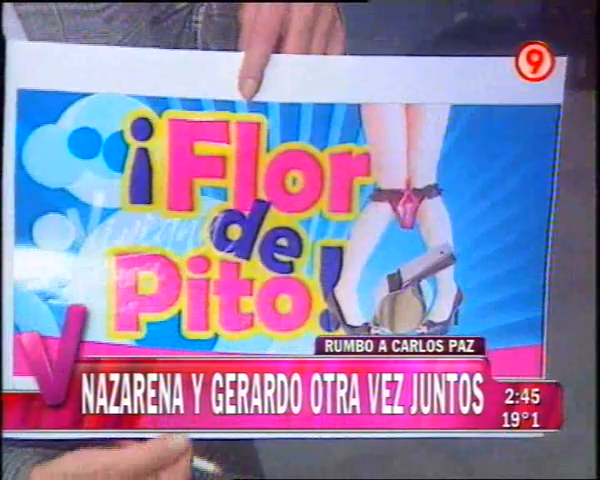 9
¡Flor
de
Pito!
RUMBO A CARLOS PAZ
V
NAZARENA Y GERARDO OTRA VEZ JUNTOS
2:45
19°1